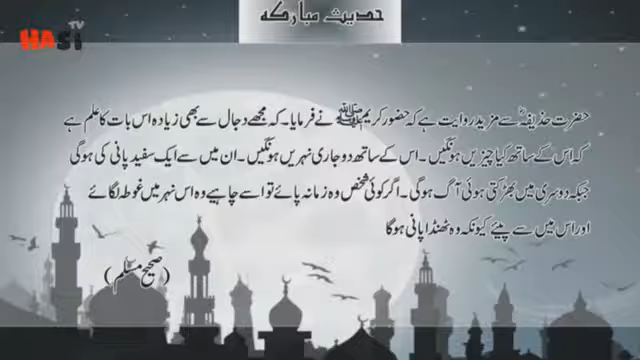 حدیث مبارکہ
HASI TV
حضرت حذیفہؓ سے مزید روایت ہے کہ حضور کریم ﷺ نے فرمایا۔ کہ مجھے دجال سے بھی زیادہ اس بات کا علم ہے
کہ اس کے ساتھ کیا چیزیں ہونگیں۔ اس کے ساتھ دو جاری نہریں ہونگیں۔ ان میں سے ایک سفید پانی کی ہوگی
جبکہ دوسری میں بھڑکتی ہوئی آگ ہوگی۔ اگر کوئی شخص وہ زمانہ پائے تو اسے چاہیے وہ اس نہر میں غوطہ لگائے
اور اس میں سے پیئے کیونکہ وہ ٹھنڈا پانی ہوگا
(صحیح مسلم)